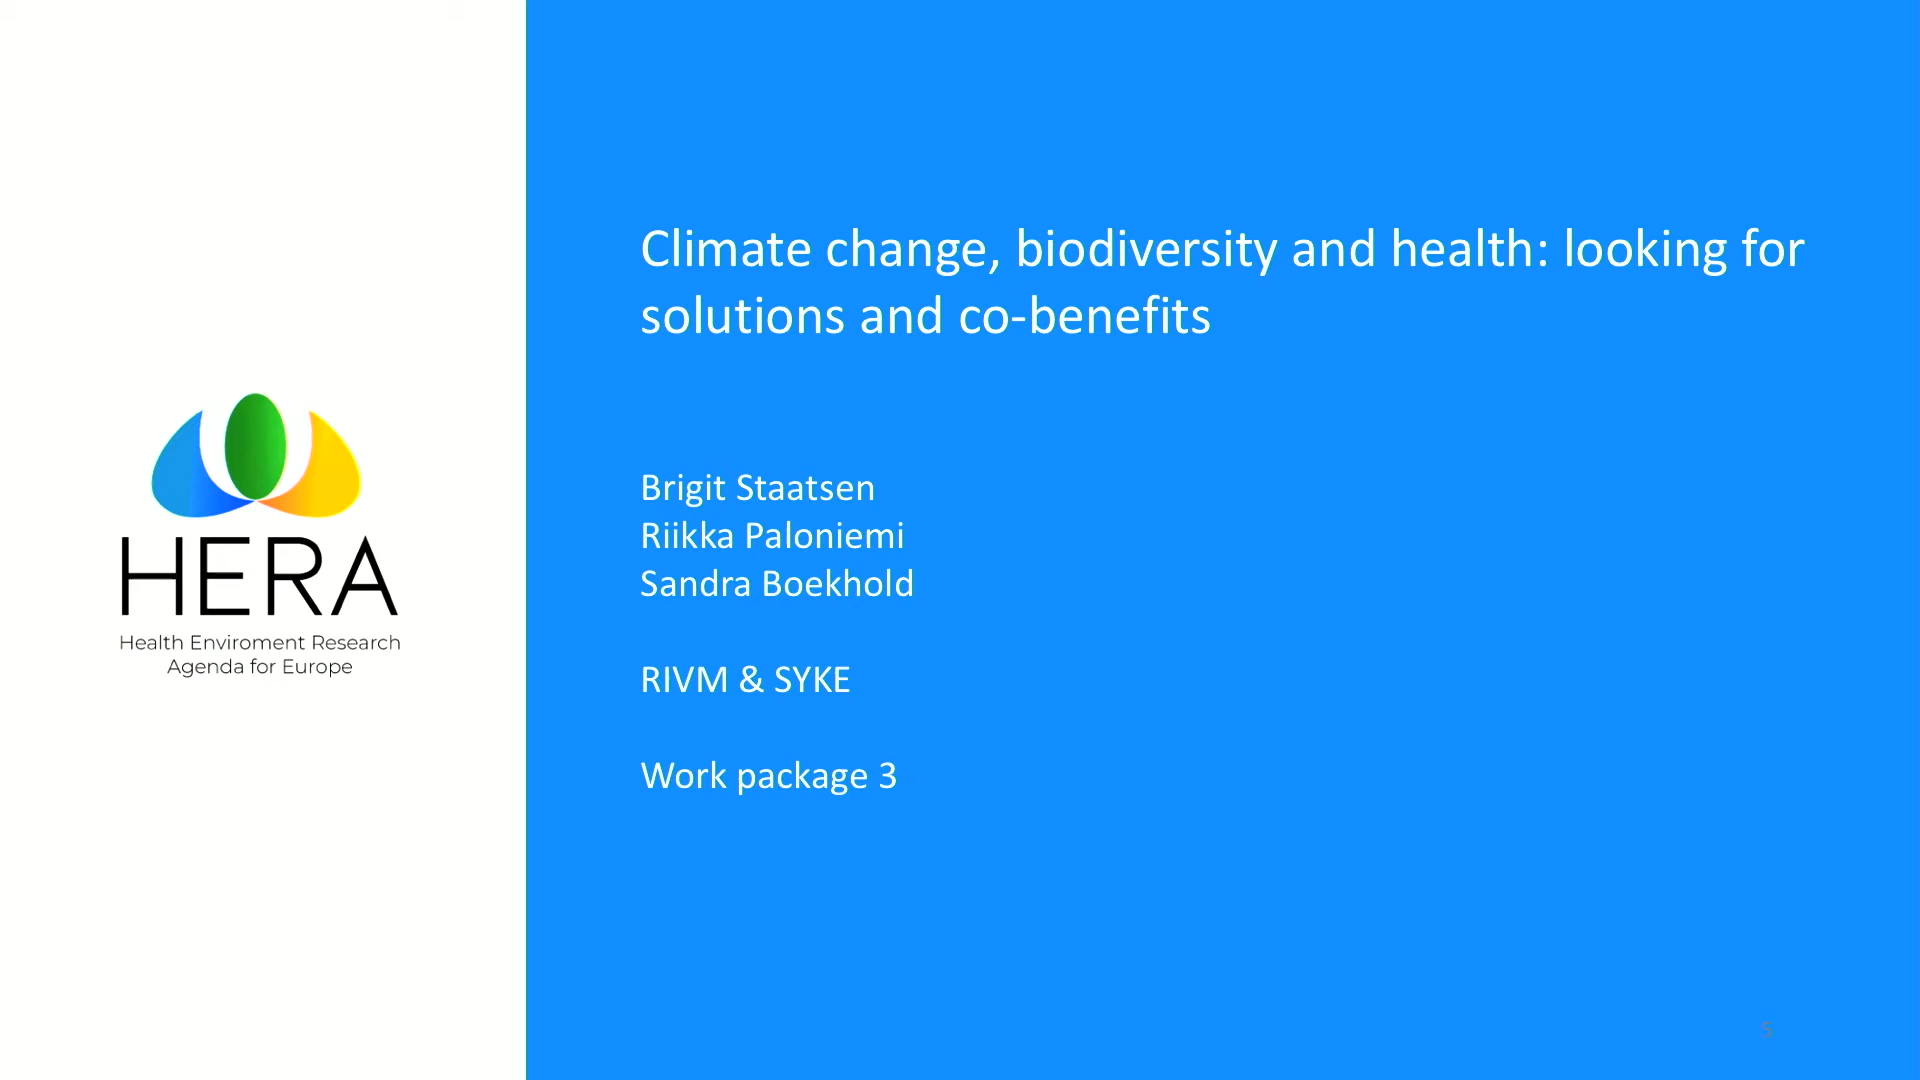 HERA
Health Enviroment Research
Agenda for Europe
Climate change, biodiversity and health: looking for
solutions and co-benefits
Brigit Staatsen
Riikka Paloniemi
Sandra Boekhold
RIVM & SYKE
Work package 3
5